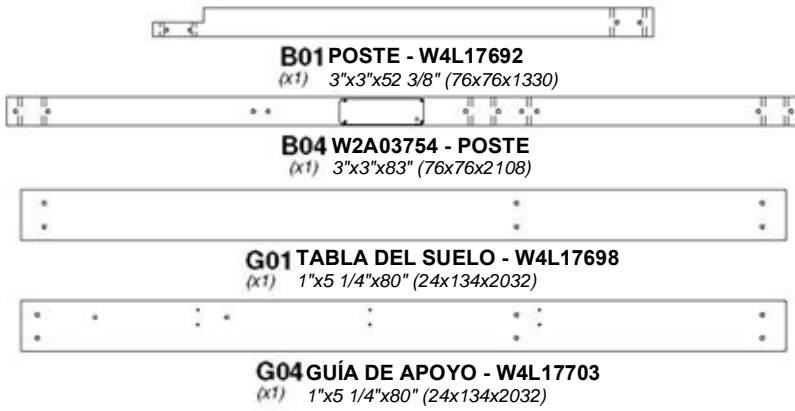 B01 POSTE - W4L17692
(x1) 3"x3"x52 3/8" (76x76x1330)
B04 W2A03754 - POSTE
(x1) 3"x3"x83" (76x76x2108)
G01 TABLA DEL SUELO - W4L17698
(x1) 1"x5 1/4"x80" (24x134x2032)
G04 GUÍA DE APOYO - W4L17703
(x1) 1"x5 1/4"x80" (24x134x2032)